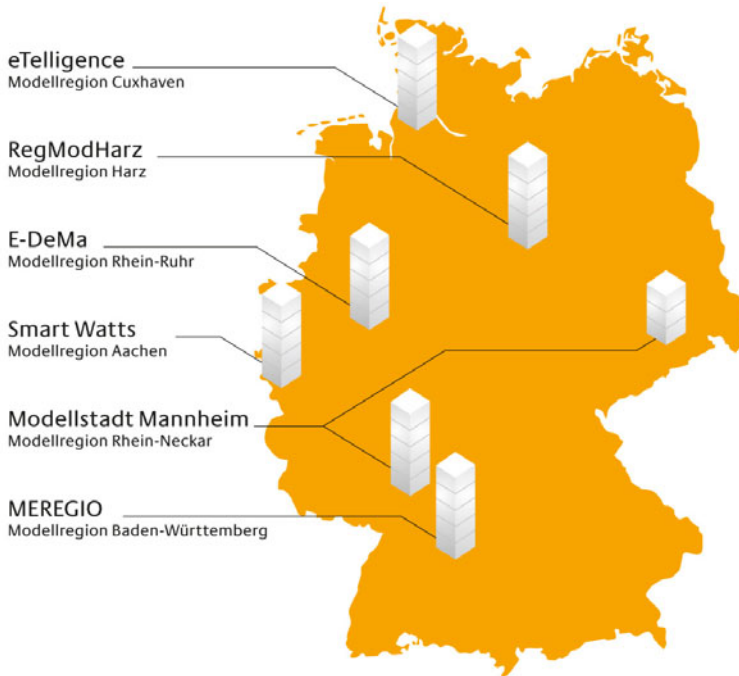 eTelligence
Modellregion Cuxhaven
RegModHarz
Modellregion Harz
E-DeMa
Modellregion Rhein-Ruhr
Smart Watts
Modellregion Aachen
Modellstadt Mannheim
Modellregion Rhein-Neckar
MEREGIO
Modellregion Baden-Württemberg